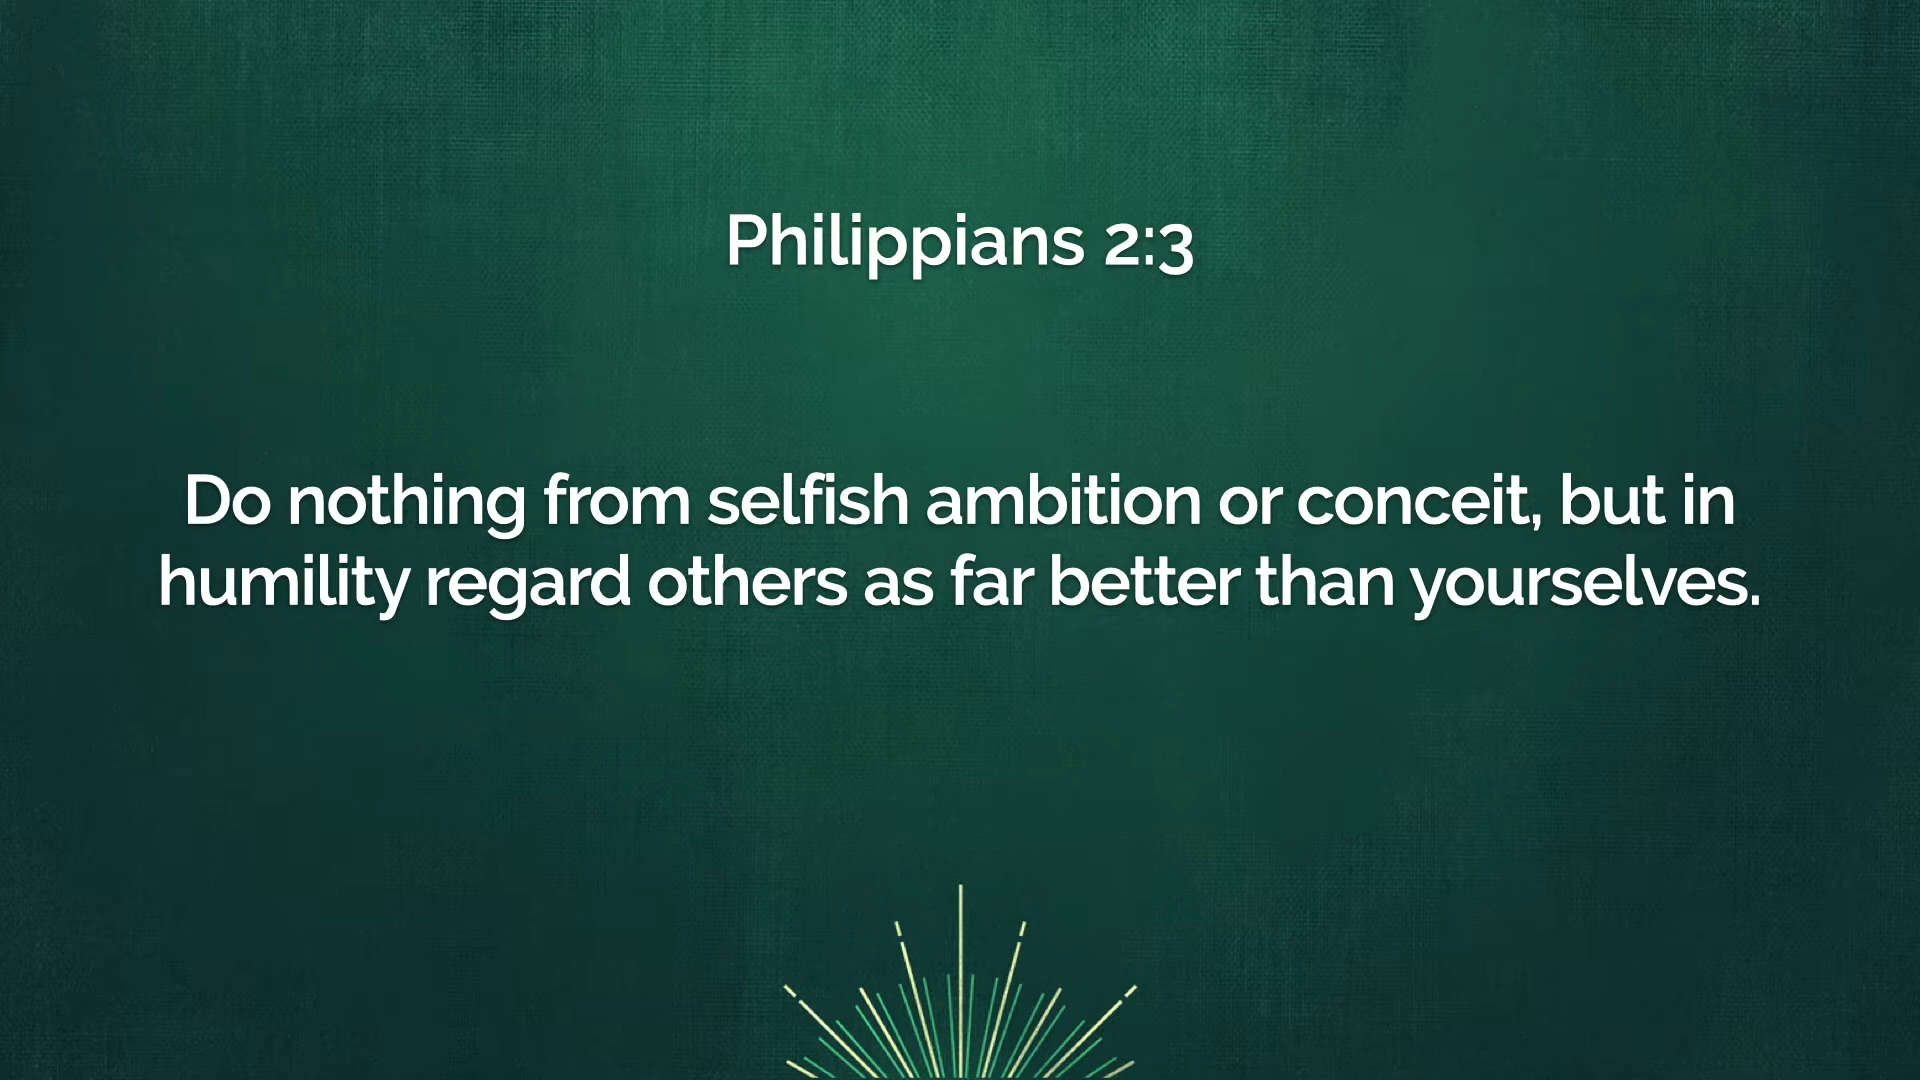 Philippians 2:3
Do nothing from selfish ambition or conceit, but in
humility regard others as far better than yourselves.